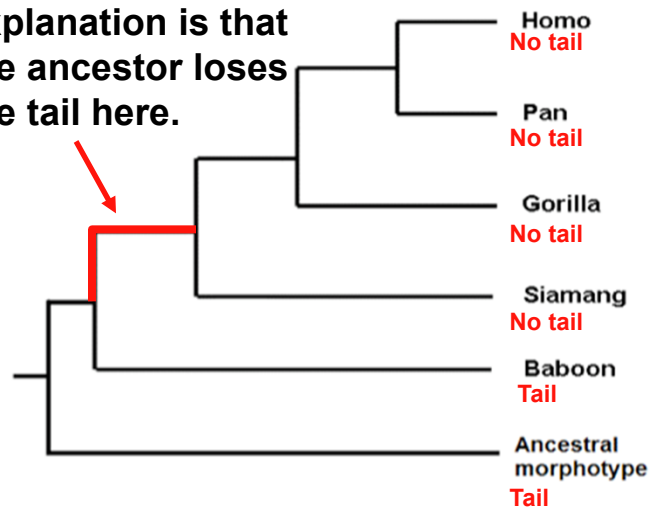 explanation is that
ancestor loses
tail here.
Homo
No tail
Pan
No tail
Gorilla
No tail
Siamang
No tail
Baboon
Tail
Ancestral
morphotype
Tail